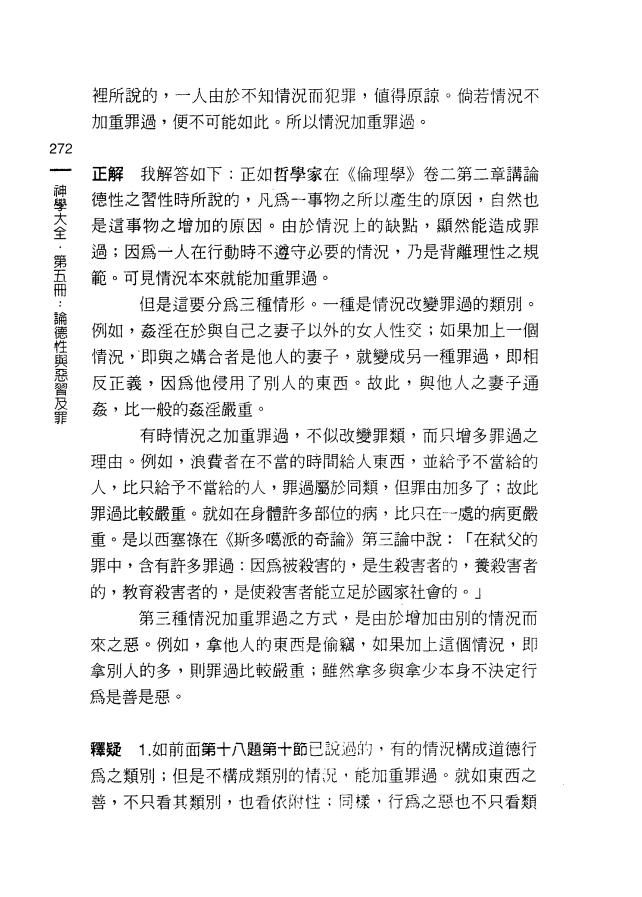 裡所說的，一人由於不知情況而犯罪，値得原諒。倘若情況不
加重罪過，便不可能如此。所以情況加重罪過。
272
神學大全．第五冊：論德性與惡習及罪
正解　我解答如下：正如哲學家在《倫理學》卷二第二章講論
德性之習性時所說的，凡爲一事物之所以產生的原因，自然也
是這事物之增加的原因。由於情況上的缺點，顯然能造成罪
過；因爲一人在行動時不遵守必要的情況，乃是背離理性之規
範。可見情況本來就能加重罪過。
但是這要分爲三種情形。一種是情況改變罪過的類別。
例如，姦淫在於與自己之妻子以外的女人性交；如果加上一個
情況，即與之媾合者是他人的妻子，就變成另一種罪過，即相
反正義，因爲他侵用了別人的東西。故此，與他人之妻子通
姦，比一般的姦淫嚴重。
有時情況之加重罪過，不似改變罪類，而只增多罪過之
理由。例如，浪費者在不當的時間給人東西，並給予不當給的
人，比只給予不當給的人，罪過屬於同類，但罪由加多了；故此
罪過比較嚴重。就如在身體許多部位的病，比只在一處的病更嚴
重。是以西塞祿在《斯多噶派的奇論》第三論中說：「在弒父的
罪中，含有許多罪過：因爲被殺害的，是生殺害者的，養殺害者
的，教育殺害者的，是使殺害者能立足於國家社會的。」
第三種情況加重罪過之方式，是由於增加由別的情況而
來之惡。例如，拿他人的東西是偷竊，如果加上這個情況，即
拿別人的多，則罪過比較嚴重；雖然拿多與拿少本身不決定行
爲是善是惡。
釋疑　1.如前面第十八題第十節已說過的，有的情況構成道德行
爲之類別；但是不構成類別的情況，能加重罪過。就如東西之
善，不只看其類別，也看依附性；同樣，行爲之惡也不只看類